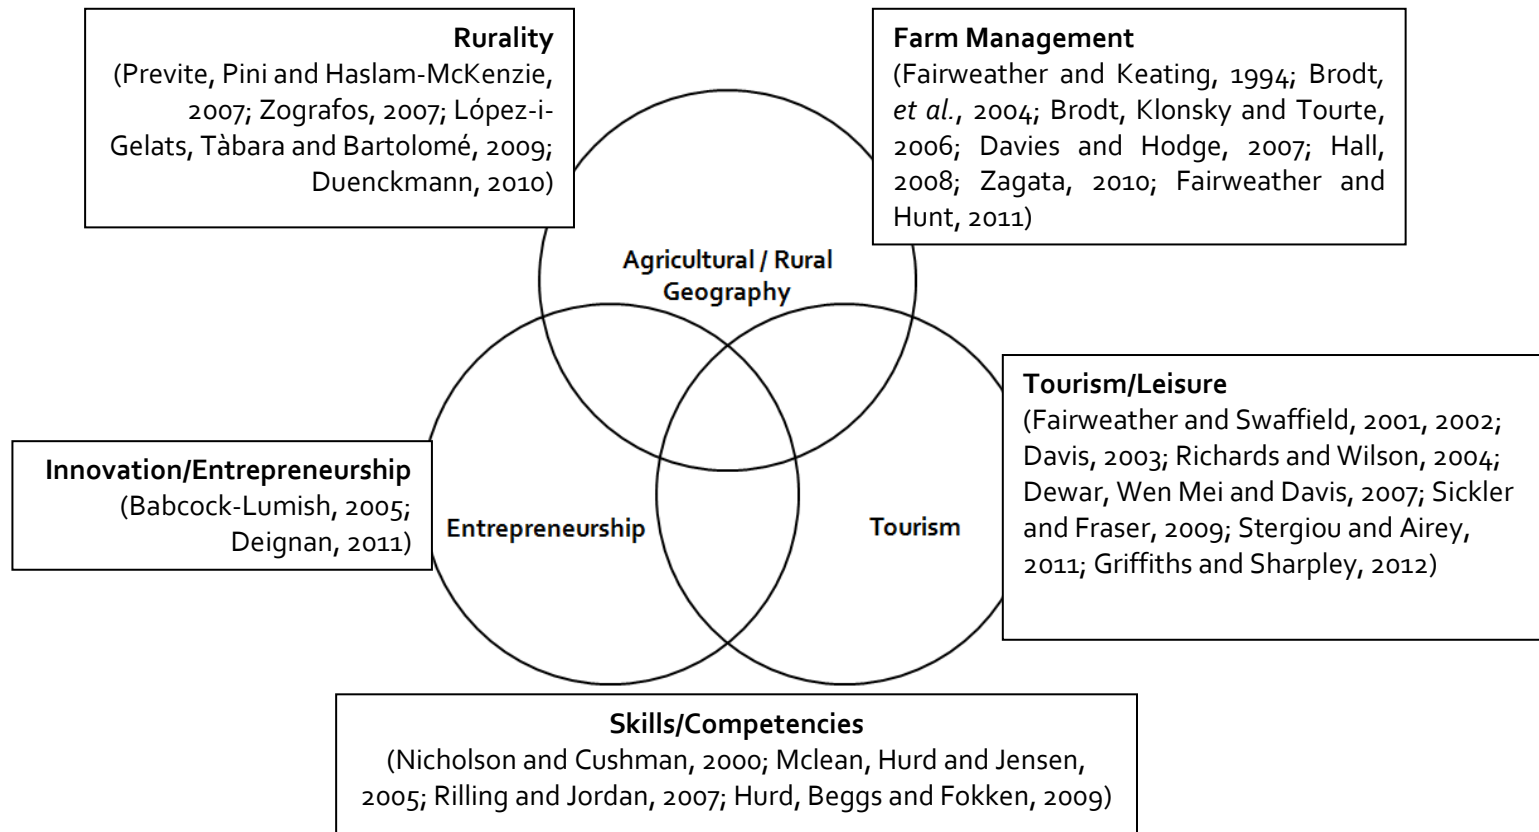 Rurality
(Previte, Pini and Haslam-McKenzie,
2007; Zografos, 2007; López-i-
Gelats, Tàbara and Bartolomé, 2009;
Duenckmann, 2010)
Farm Management
(Fairweather and Keating, 1994; Brodt,
et al., 2004; Brodt, Klonsky and Tourte,
2006; Davies and Hodge, 2007; Hall,
2008; Zagata, 2010; Fairweather and
Hunt, 2011)
Agricultural / Rural
Geography
Tourism/Leisure
(Fairweather and Swaffield, 2001, 2002;
Davis, 2003; Richards and Wilson, 2004;
Dewar, Wen Mei and Davis, 2007; Sickler
and Fraser, 2009; Stergiou and Airey,
2011; Griffiths and Sharpley, 2012)
Innovation/Entrepreneurship
(Babcock-Lumish, 2005;
Deignan, 2011)
Entrepreneurship
Tourism
Skills/Competencies
(Nicholson and Cushman, 2000; Mclean, Hurd and Jensen,
2005; Rilling and Jordan, 2007; Hurd, Beggs and Fokken, 2009)